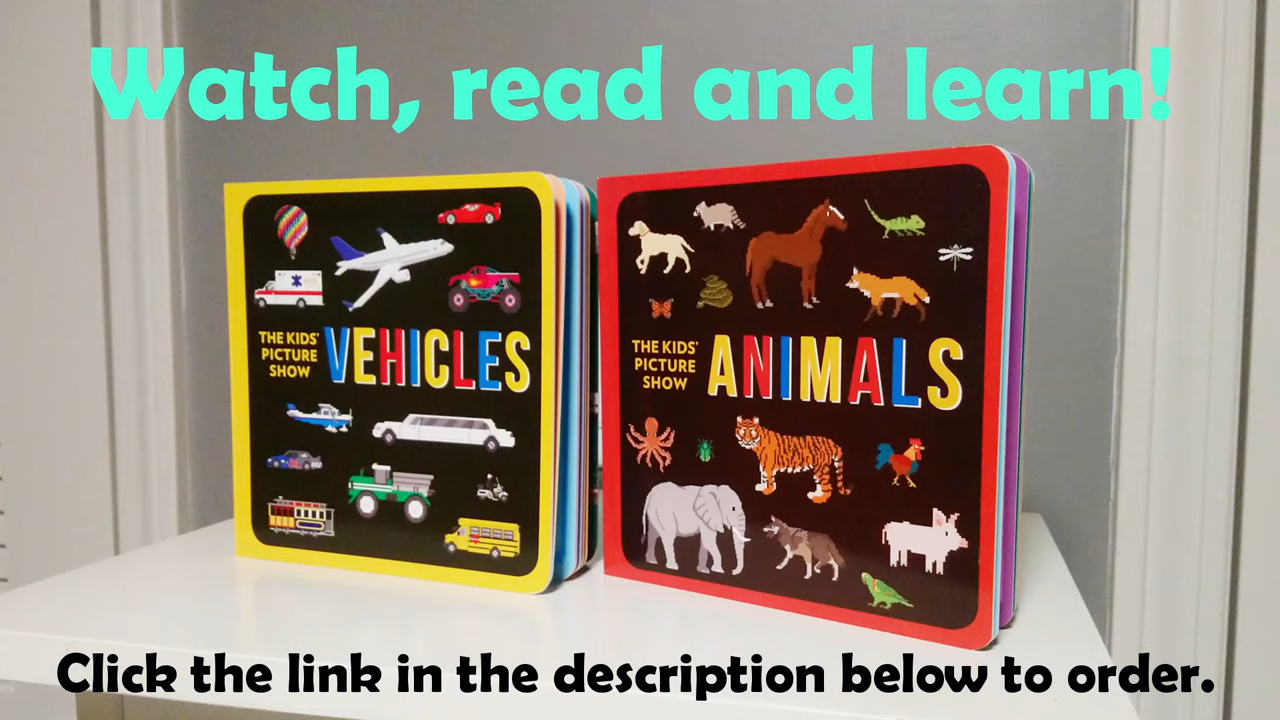 Watch, read and learn!
THE KIDS'
PICTURE
SHOW
VEHICLES
THE KIDS'
PICTURE
SHOW
ANIMALS
Click the link in the description below to order.